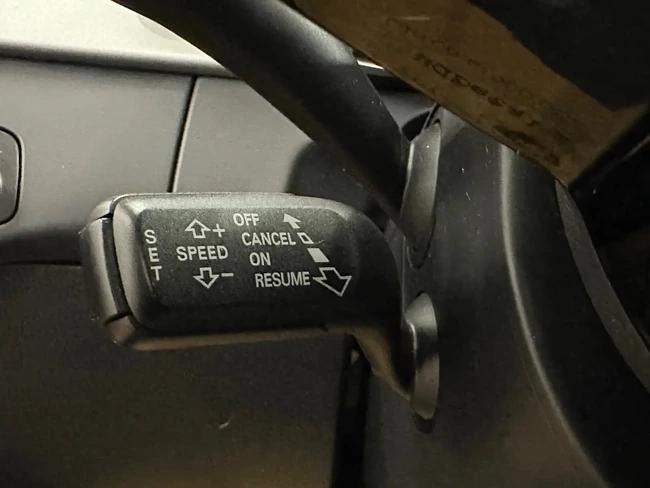 SET
+
SPEED
−
OFF
CANCEL
ON
RESUME